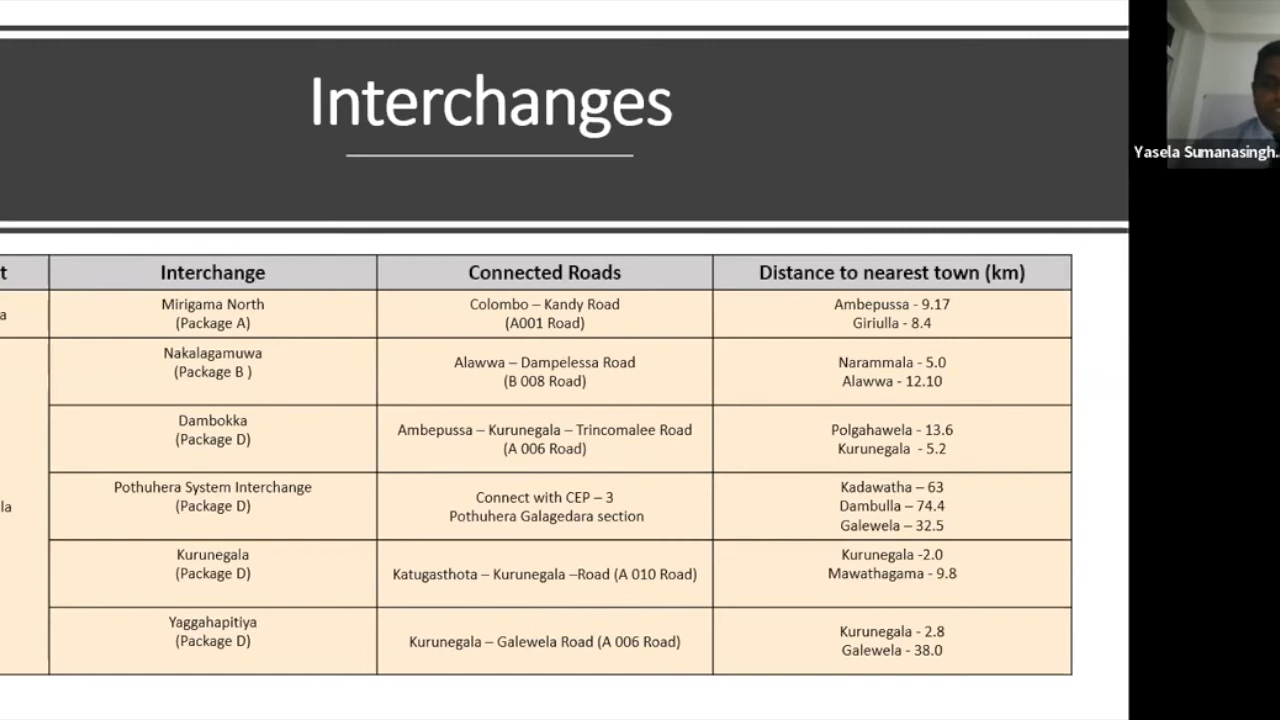 Interchanges
Yasela Sumanasingh..
t
Interchange
Connected Roads
Distance to nearest town (km)
a
Mirigama North
(Package A)
Colombo – Kandy Road
(A001 Road)
Ambepussa - 9.17
Giriulla - 8.4
Nakalagamuwa
(Package B )
Alawwa – Dampelessa Road
(B 008 Road)
Narammala - 5.0
Alawwa - 12.10
Dambokka
(Package D)
Ambepussa – Kurunegala – Trincomalee Road
(A 006 Road)
Polgahawela - 13.6
Kurunegala  - 5.2
la
Pothuhera System Interchange
(Package D)
Connect with CEP – 3
Pothuhera Galagedara section
Kadawatha – 63
Dambulla – 74.4
Galewela – 32.5
Kurunegala
(Package D)
Katugasthota – Kurunegala –Road (A 010 Road)
Kurunegala -2.0
Mawathagama - 9.8
Yaggahapitiya
(Package D)
Kurunegala – Galewela Road (A 006 Road)
Kurunegala - 2.8
Galewela - 38.0